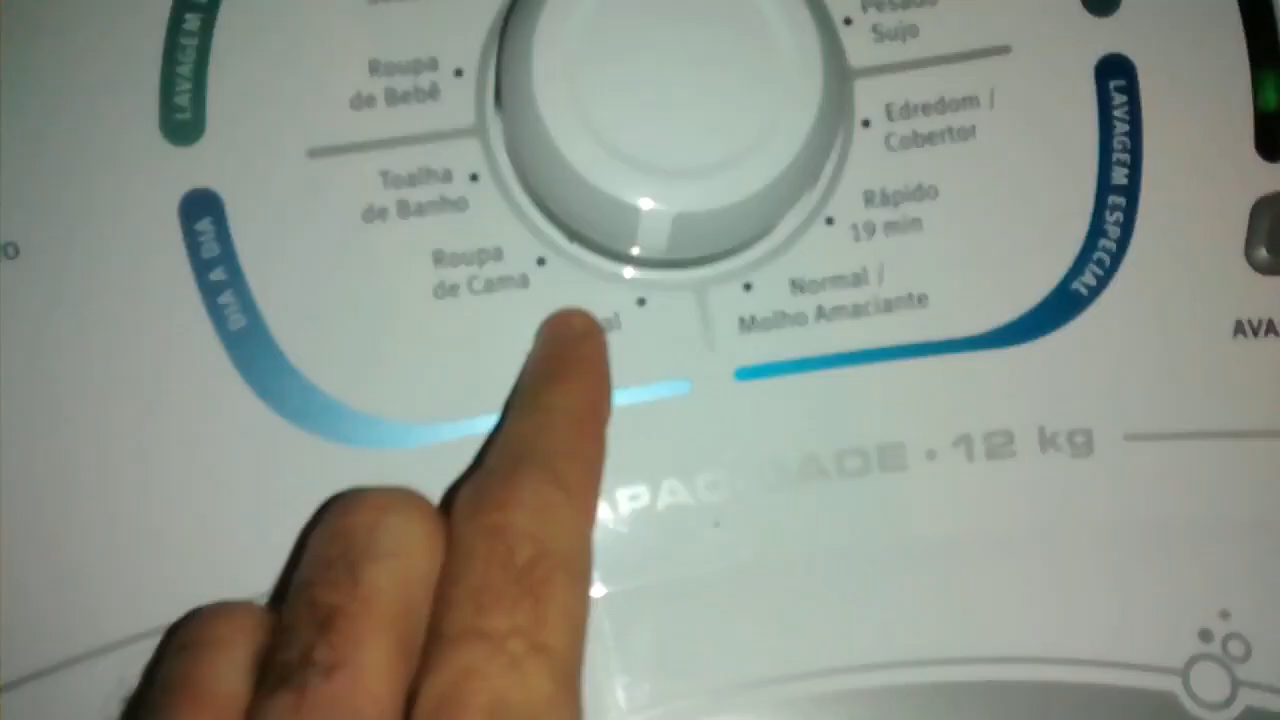 LAVAGEM
Roupa
de Bebê
Toalha
de Banho
Roupa
de Cama
DIA A DIA
Pesado
Sujo
Edredom /
Cobertor
Rápido
19 min
Normal /
Molho Amaciante
LAVAGEM ESPECIAL
12 kg